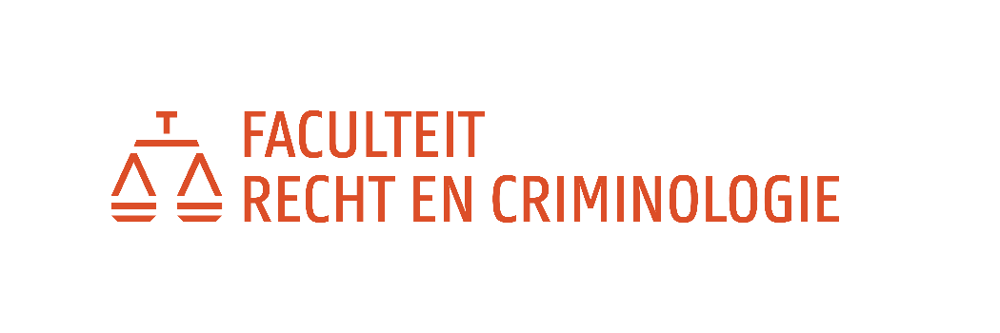 FACULTEIT
RECHT EN CRIMINOLOGIE